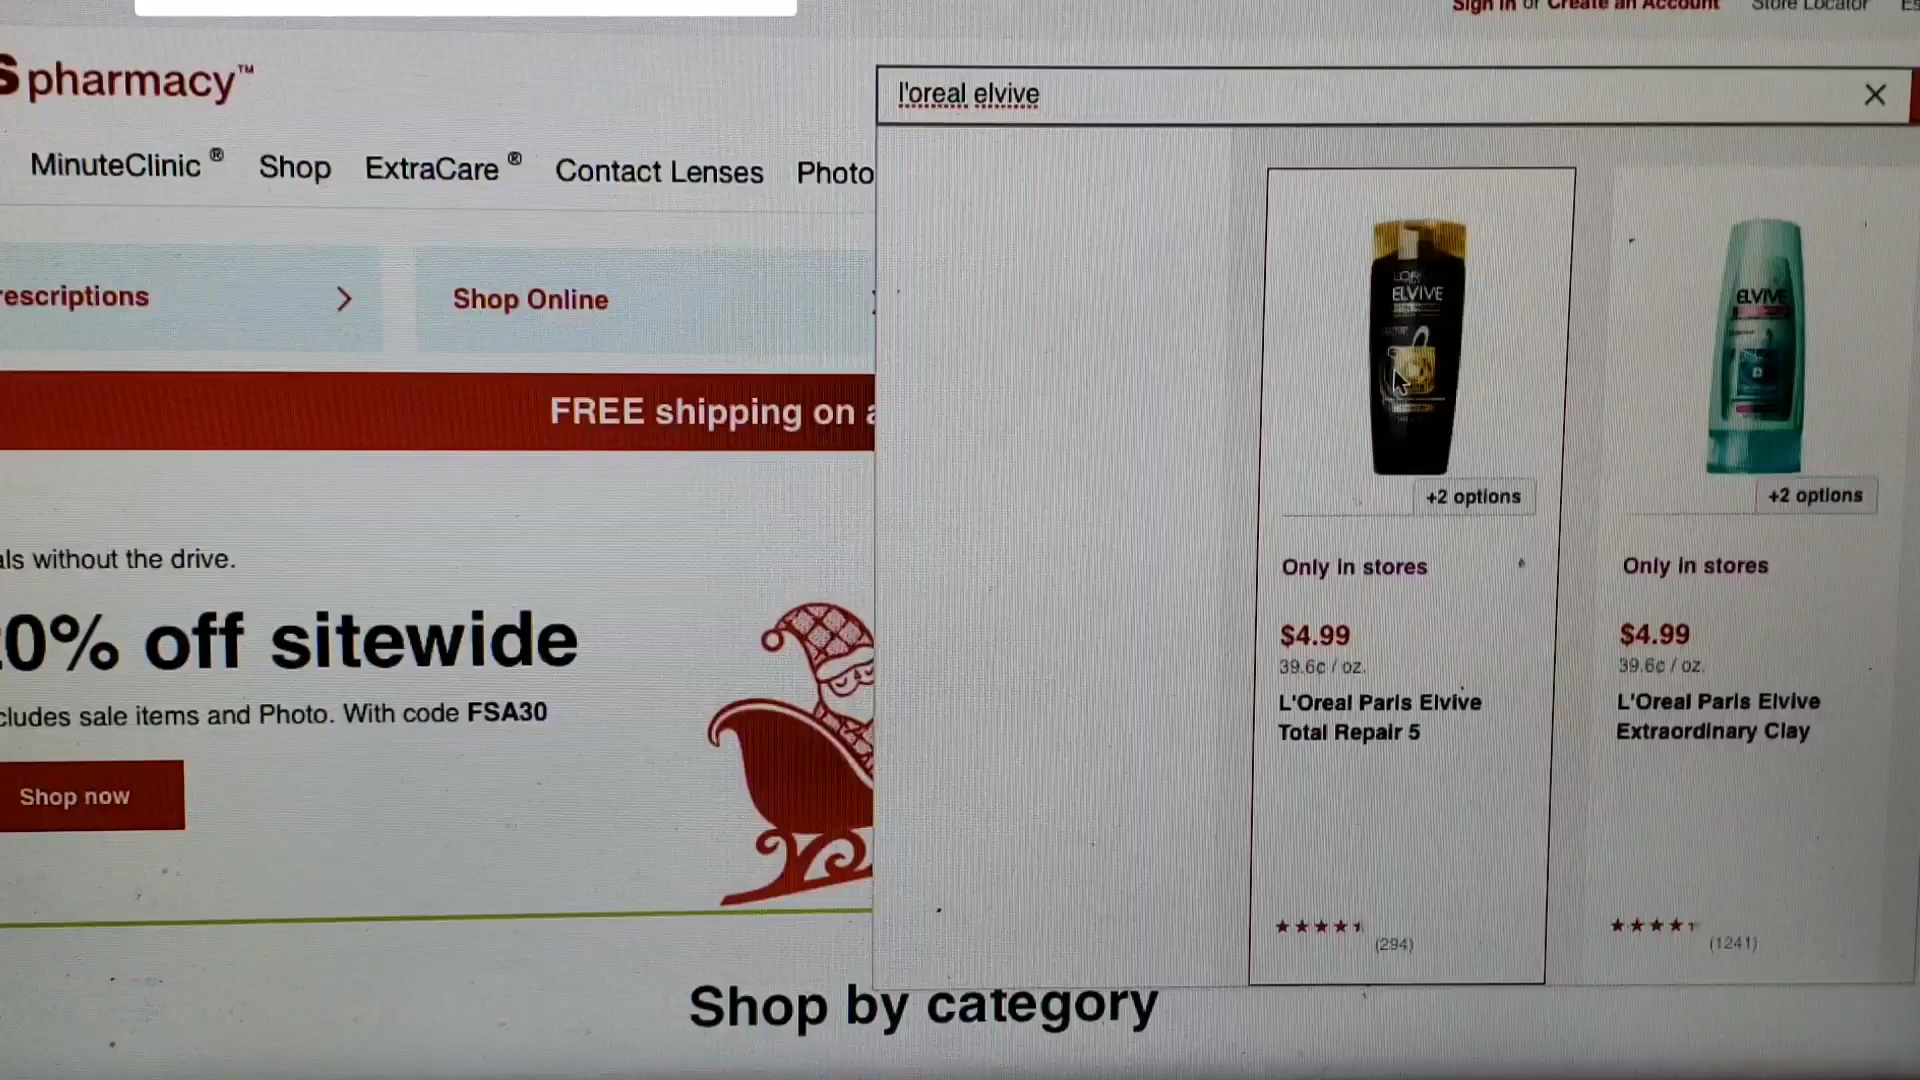 Sign in or Create an Account Store Locator Es
S pharmacy™
l'oreal elvive
MinuteClinic ® Shop ExtraCare ® Contact Lenses Photo
rescriptions
Shop Online
FREE shipping on a
als without the drive.
0% off sitewide
cludes sale items and Photo. With code FSA30
Shop now
Shop by category
ELVIVE
+2 options
Only in stores
$4.99
39.6¢ / oz.
L'Oreal Paris Elvive
Total Repair 5
(294)
ELVIVE
+2 options
Only in stores
$4.99
39.6¢ / oz.
L'Oreal Paris Elvive
Extraordinary Clay
(1241)